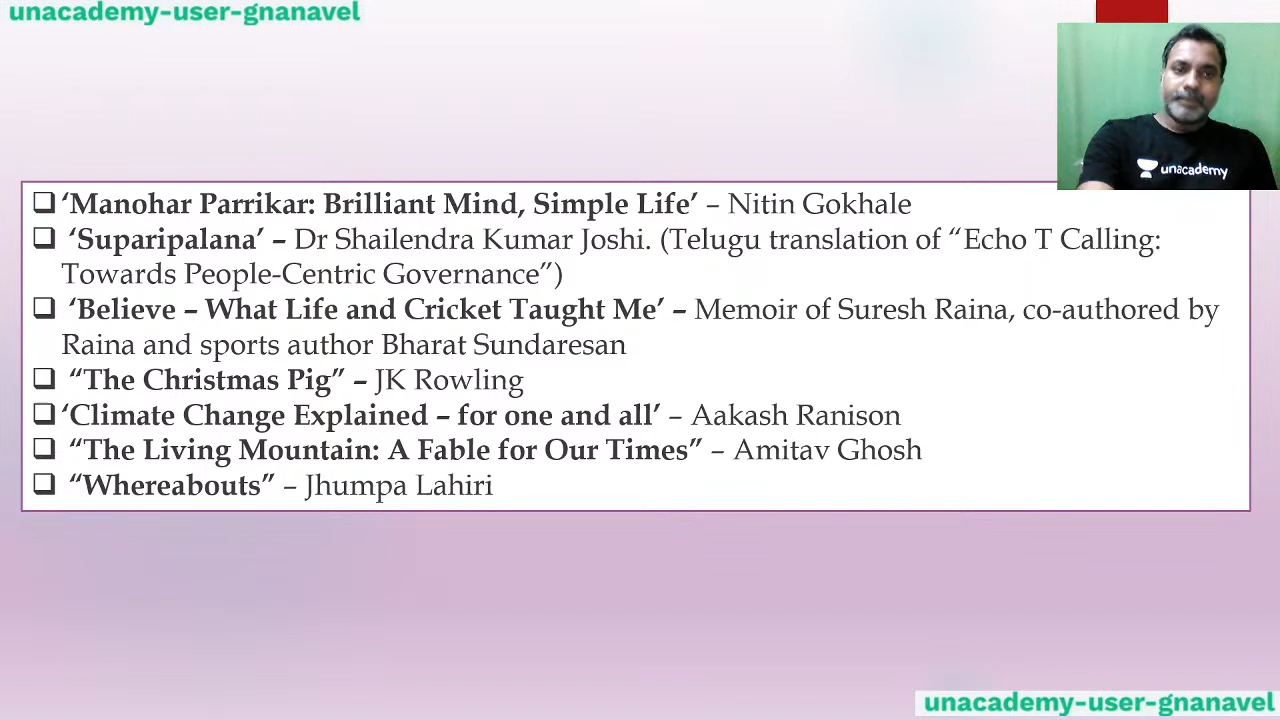 unacademy-user-gnanavel
unacademy
‘Manohar Parrikar: Brilliant Mind, Simple Life’ – Nitin Gokhale
‘Suparipalana’ – Dr Shailendra Kumar Joshi. (Telugu translation of “Echo T Calling:
Towards People-Centric Governance”)
‘Believe – What Life and Cricket Taught Me’ – Memoir of Suresh Raina, co-authored by
Raina and sports author Bharat Sundaresan
“The Christmas Pig” – JK Rowling
‘Climate Change Explained – for one and all’ – Aakash Ranison
“The Living Mountain: A Fable for Our Times” – Amitav Ghosh
“Whereabouts” – Jhumpa Lahiri
unacademy-user-gnanavel